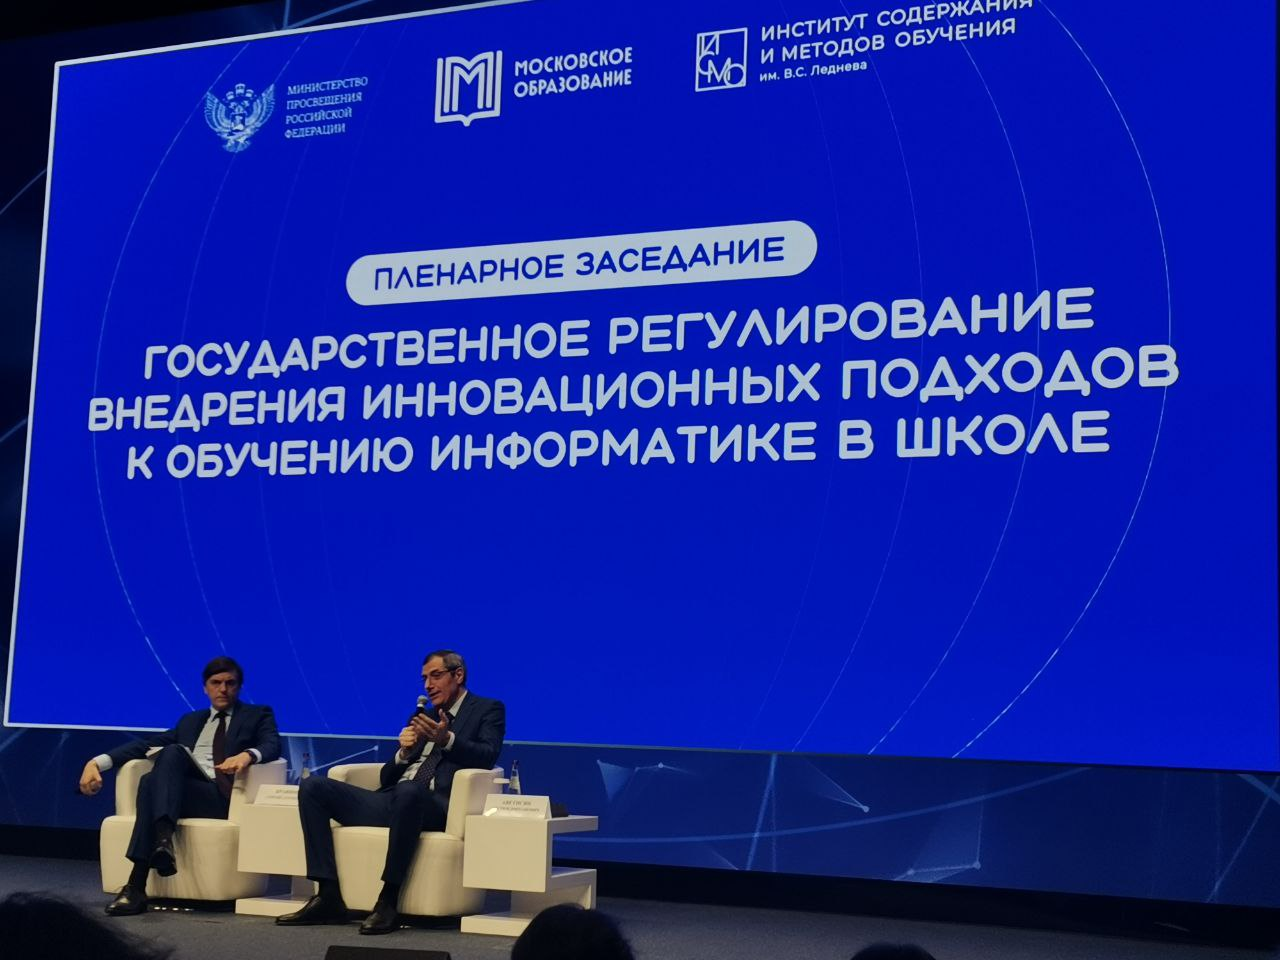 МИНИСТЕРСТВО
ПРОСВЕЩЕНИЯ
РОССИЙСКОЙ
ФЕДЕРАЦИИ
МОСКОВСКОЕ
ОБРАЗОВАНИЕ
ИСМО
ИНСТИТУТ СОДЕРЖАНИЯ
И МЕТОДОВ ОБУЧЕНИЯ
им. В.С. Леднева
ПЛЕНАРНОЕ ЗАСЕДАНИЕ
ГОСУДАРСТВЕННОЕ РЕГУЛИРОВАНИЕ
ВНЕДРЕНИЯ ИННОВАЦИОННЫХ ПОДХОДОВ
К ОБУЧЕНИЮ ИНФОРМАТИКЕ В ШКОЛЕ